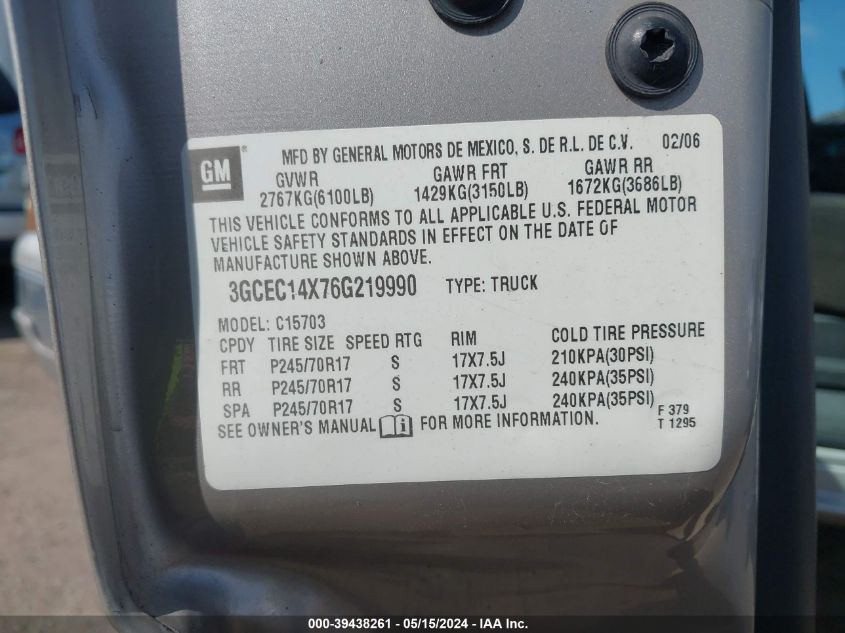 GM MFD BY GENERAL MOTORS DE MEXICO, S. DE R.L. DE C.V. 02/06
GVWR GAWR FRT GAWR RR
2767KG(6100LB) 1429KG(3150LB) 1672KG(3686LB)
THIS VEHICLE CONFORMS TO ALL APPLICABLE U.S. FEDERAL MOTOR
VEHICLE SAFETY STANDARDS IN EFFECT ON THE DATE OF
MANUFACTURE SHOWN ABOVE.
3GCEC14X76G219990 TYPE: TRUCK
MODEL: C15703
CPDY TIRE SIZE SPEED RTG RIM COLD TIRE PRESSURE
FRT P245/70R17 S 17X7.5J 210KPA(30PSI)
RR P245/70R17 S 17X7.5J 240KPA(35PSI)
SPA P245/70R17 S 17X7.5J 240KPA(35PSI)
SEE OWNER'S MANUAL i FOR MORE INFORMATION.
F 379
T 1295
000-39438261 - 05/15/2024 - IAA Inc.